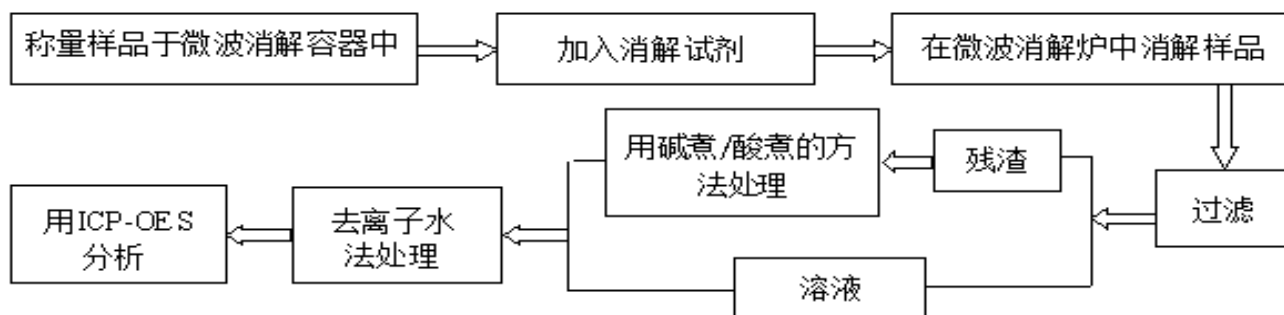 称量样品于微波消解容器中
加入消解试剂
在微波消解炉中消解样品
过滤
残渣
用碱煮/酸煮的方
法处理
溶液
去离子水
法处理
用ICP-OES
分析